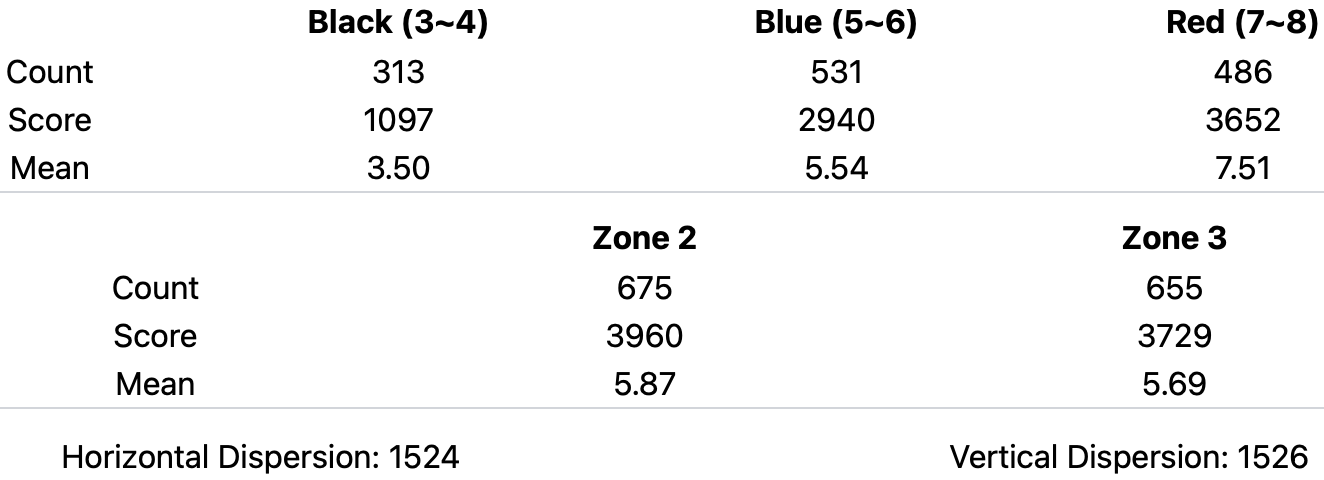 Black (3~4) Blue (5~6) Red (7~8)
Count 313 531 486
Score 1097 2940 3652
Mean 3.50 5.54 7.51
Zone 2 Zone 3
Count 675 655
Score 3960 3729
Mean 5.87 5.69
Horizontal Dispersion: 1524 Vertical Dispersion: 1526